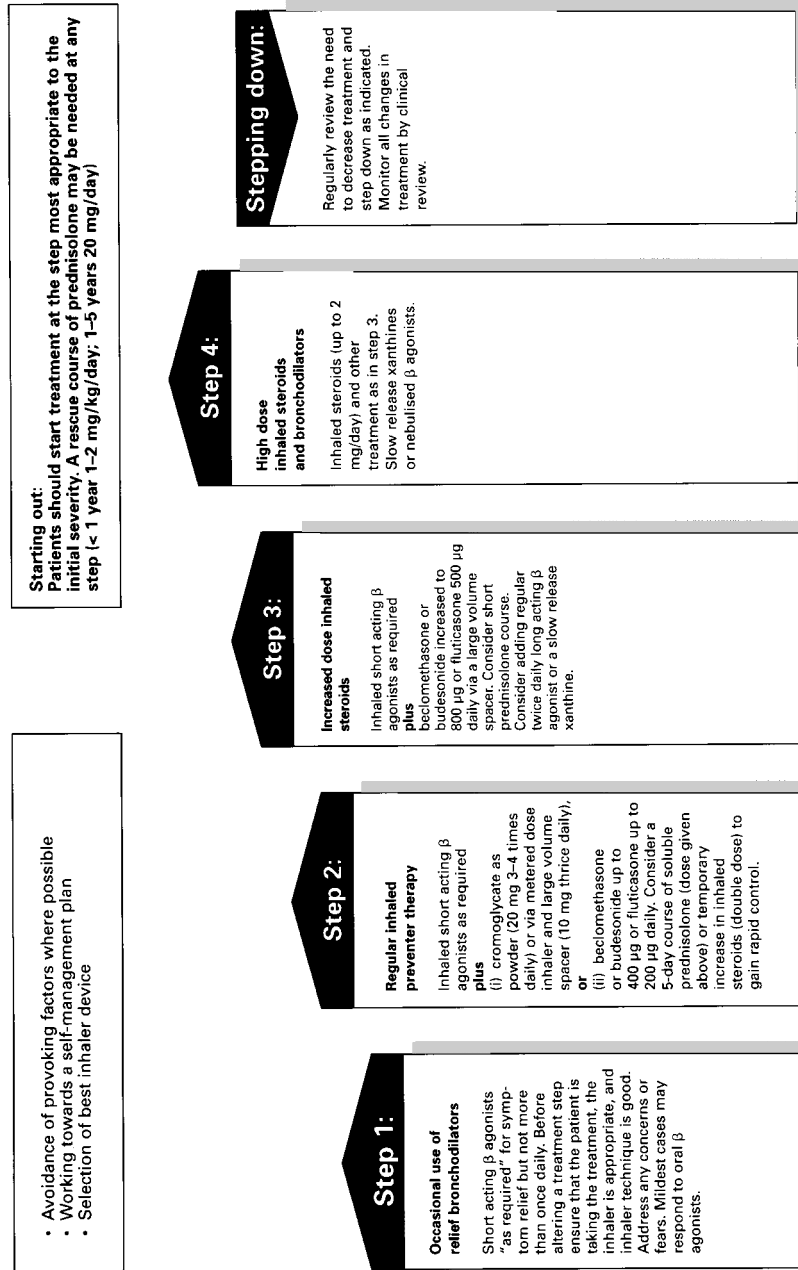 • Avoidance of provoking factors where possible
• Working towards a self-management plan
• Selection of best inhaler device
Starting out:
Patients should start treatment at the step most appropriate to the
initial severity. A rescue course of prednisolone may be needed at any
step (< 1 year 1–2 mg/kg/day; 1–5 years 20 mg/day)
Step 1:
Occasional use of
relief bronchodilators
Short acting β agonists
"as required" for symp-
tom relief but not more
than once daily. Before
altering a treatment step
ensure that the patient is
taking the treatment, the
inhaler is appropriate, and
inhaler technique is good.
Address any concerns or
fears. Mildest cases may
respond to oral β
agonists.
Step 2:
Regular inhaled
preventer therapy
Inhaled short acting β
agonists as required
plus
(i) cromoglycate as
powder (20 mg 3–4 times
daily) or via metered dose
inhaler and large volume
spacer (10 mg thrice daily),
or
(ii) beclomethasone
or budesonide up to
400 µg or fluticasone up to
200 µg daily. Consider a
5-day course of soluble
prednisolone (dose given
above) or temporary
increase in inhaled
steroids (double dose) to
gain rapid control.
Step 3:
Increased dose inhaled
steroids
Inhaled short acting β
agonists as required
plus
beclomethasone or
budesonide increased to
800 µg or fluticasone 500 µg
daily via a large volume
spacer. Consider short
prednisolone course.
Consider adding regular
twice daily long acting β
agonist or a slow release
xanthine.
Step 4:
High dose
inhaled steroids
and bronchodilators
Inhaled steroids (up to 2
mg/day) and other
treatment as in step 3.
Slow release xanthines
or nebulised β agonists.
Stepping down:
Regularly review the need
to decrease treatment and
step down as indicated.
Monitor all changes in
treatment by clinical
review.